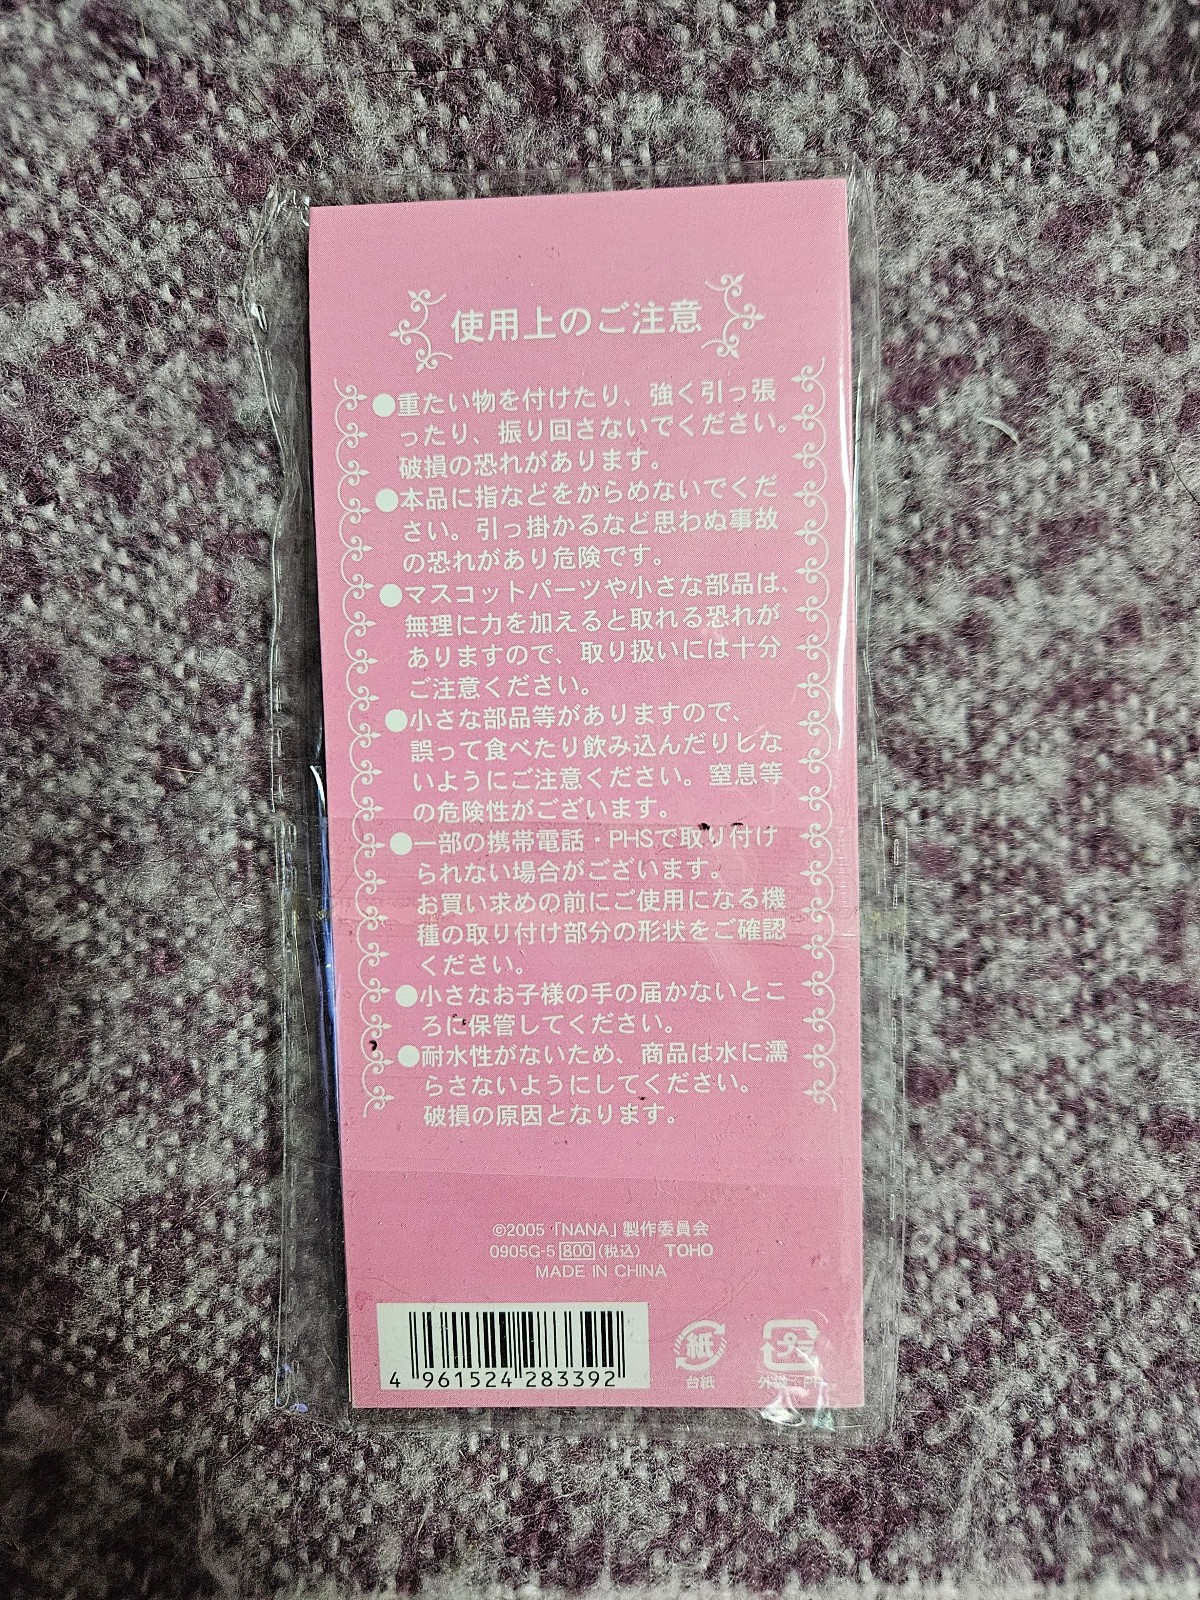 使用上のご注意
●重たい物を付けたり、強く引っ張
ったり、振り回さないでください。
破損の恐れがあります。
●本品に指などをからめないでくだ
さい。引っ掛かるなど思わぬ事故
の恐れがあり危険です。
●マスコットパーツや小さな部品は、
無理に力を加えると取れる恐れが
ありますので、取り扱いには十分
ご注意ください。
●小さな部品等がありますので、
誤って食べたり飲み込んだりしな
いようにご注意ください。窒息等
の危険性がございます。
●一部の携帯電話・PHSで取り付け
られない場合がございます。
お買い求めの前にご使用になる機
種の取り付け部分の形状をご確認
ください。
●小さなお子様の手の届かないとこ
ろに保管してください。
●耐水性がないため、商品は水に濡
らさないようにしてください。
破損の原因となります。
©2005「NANA」製作委員会
0905G-5 800 (税込) TOHO
MADE IN CHINA
4 961524 283392
紙
台紙
プラ